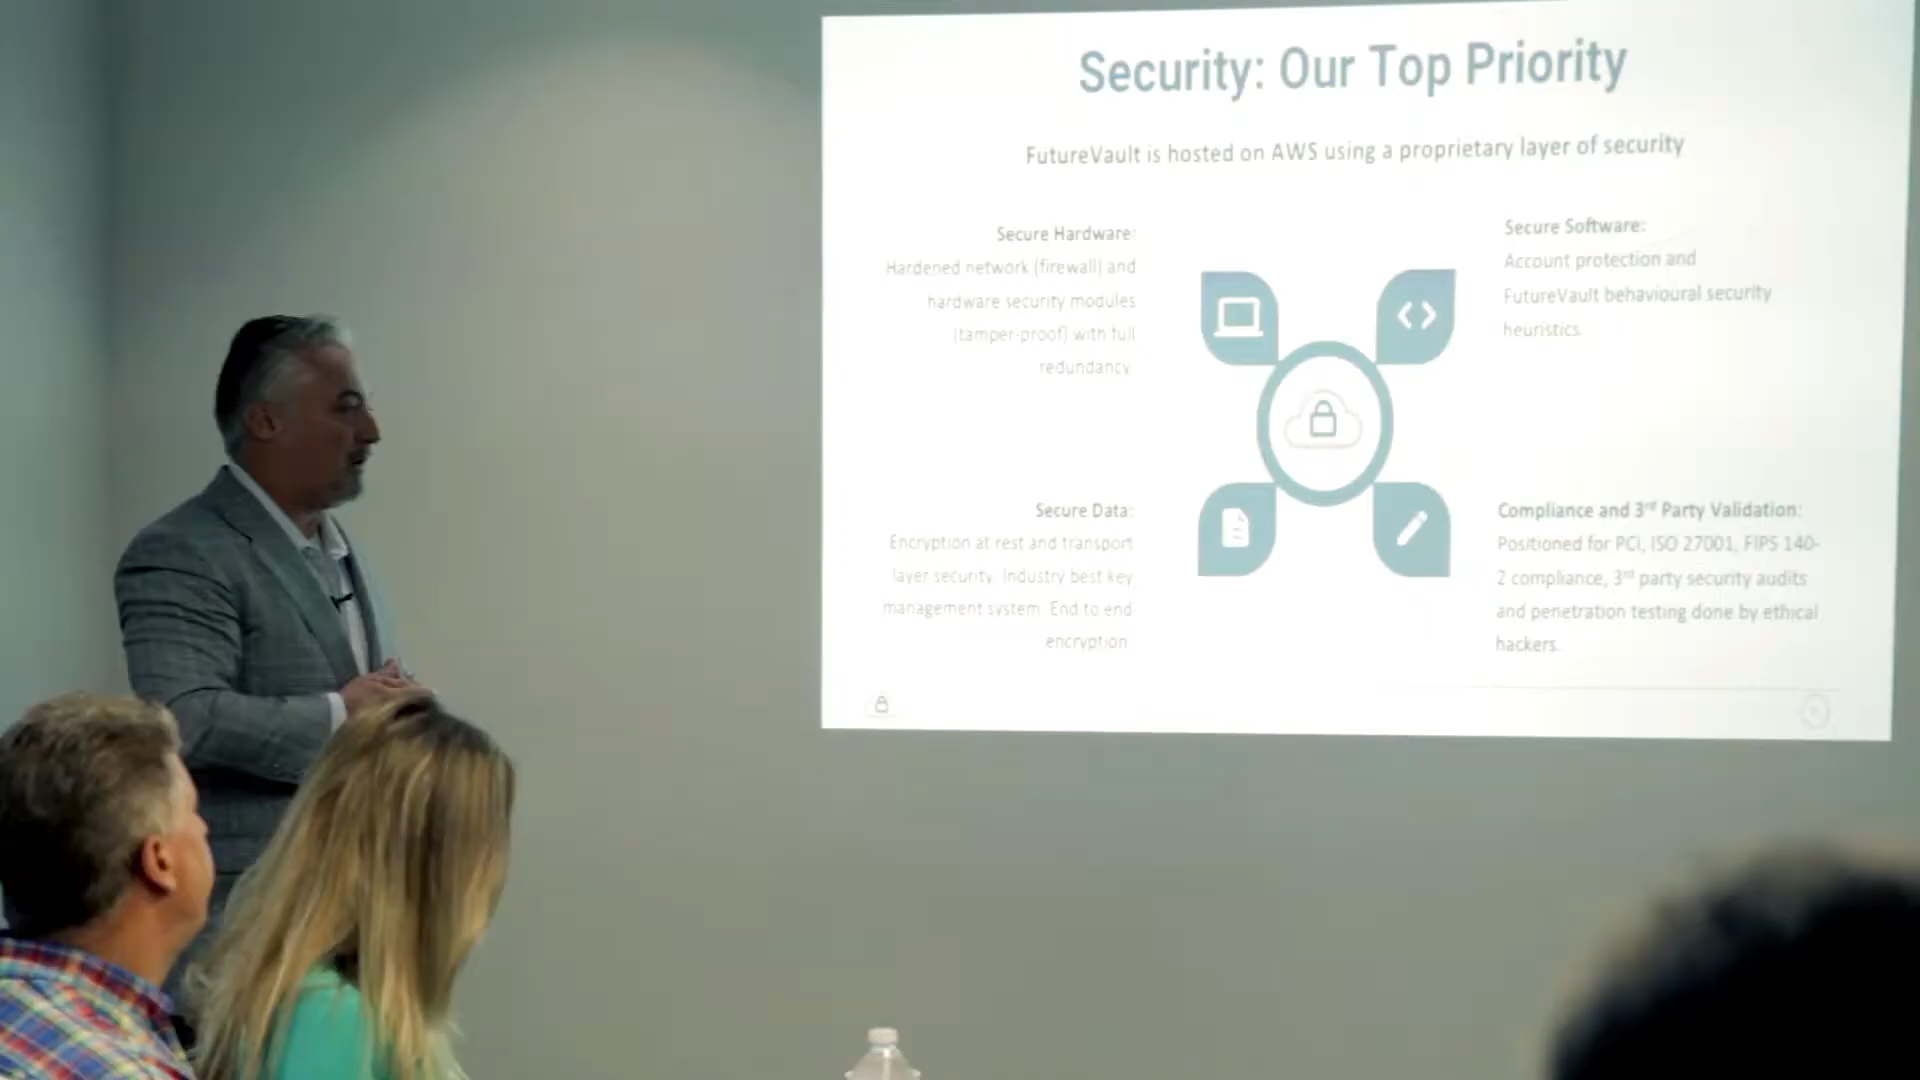 Security: Our Top Priority
FutureVault is hosted on AWS using a proprietary layer of security
Secure Hardware:
Hardened network (firewall) and
hardware security modules
(tamper-proof) with full
redundancy.
Secure Software:
Account protection and
FutureVault behavioural security
heuristics.
Secure Data:
Encryption at rest and transport
layer security. Industry best key
management system. End to end
encryption.
Compliance and 3rd Party Validation:
Positioned for PCI, ISO 27001, FIPS 140-
2 compliance, 3rd party security audits
and penetration testing done by ethical
hackers.